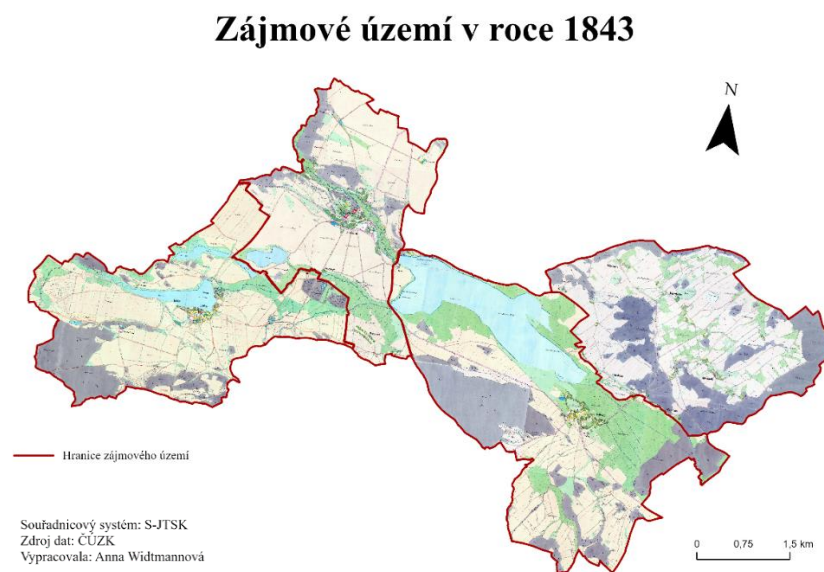 Zájmové území v roce 1843
N
Hranice zájmového území
Souřadnicový systém: S-JTSK
Zdroj dat: ČÚZK
Vypracovala: Anna Widtmannová
0 0,75 1,5 km